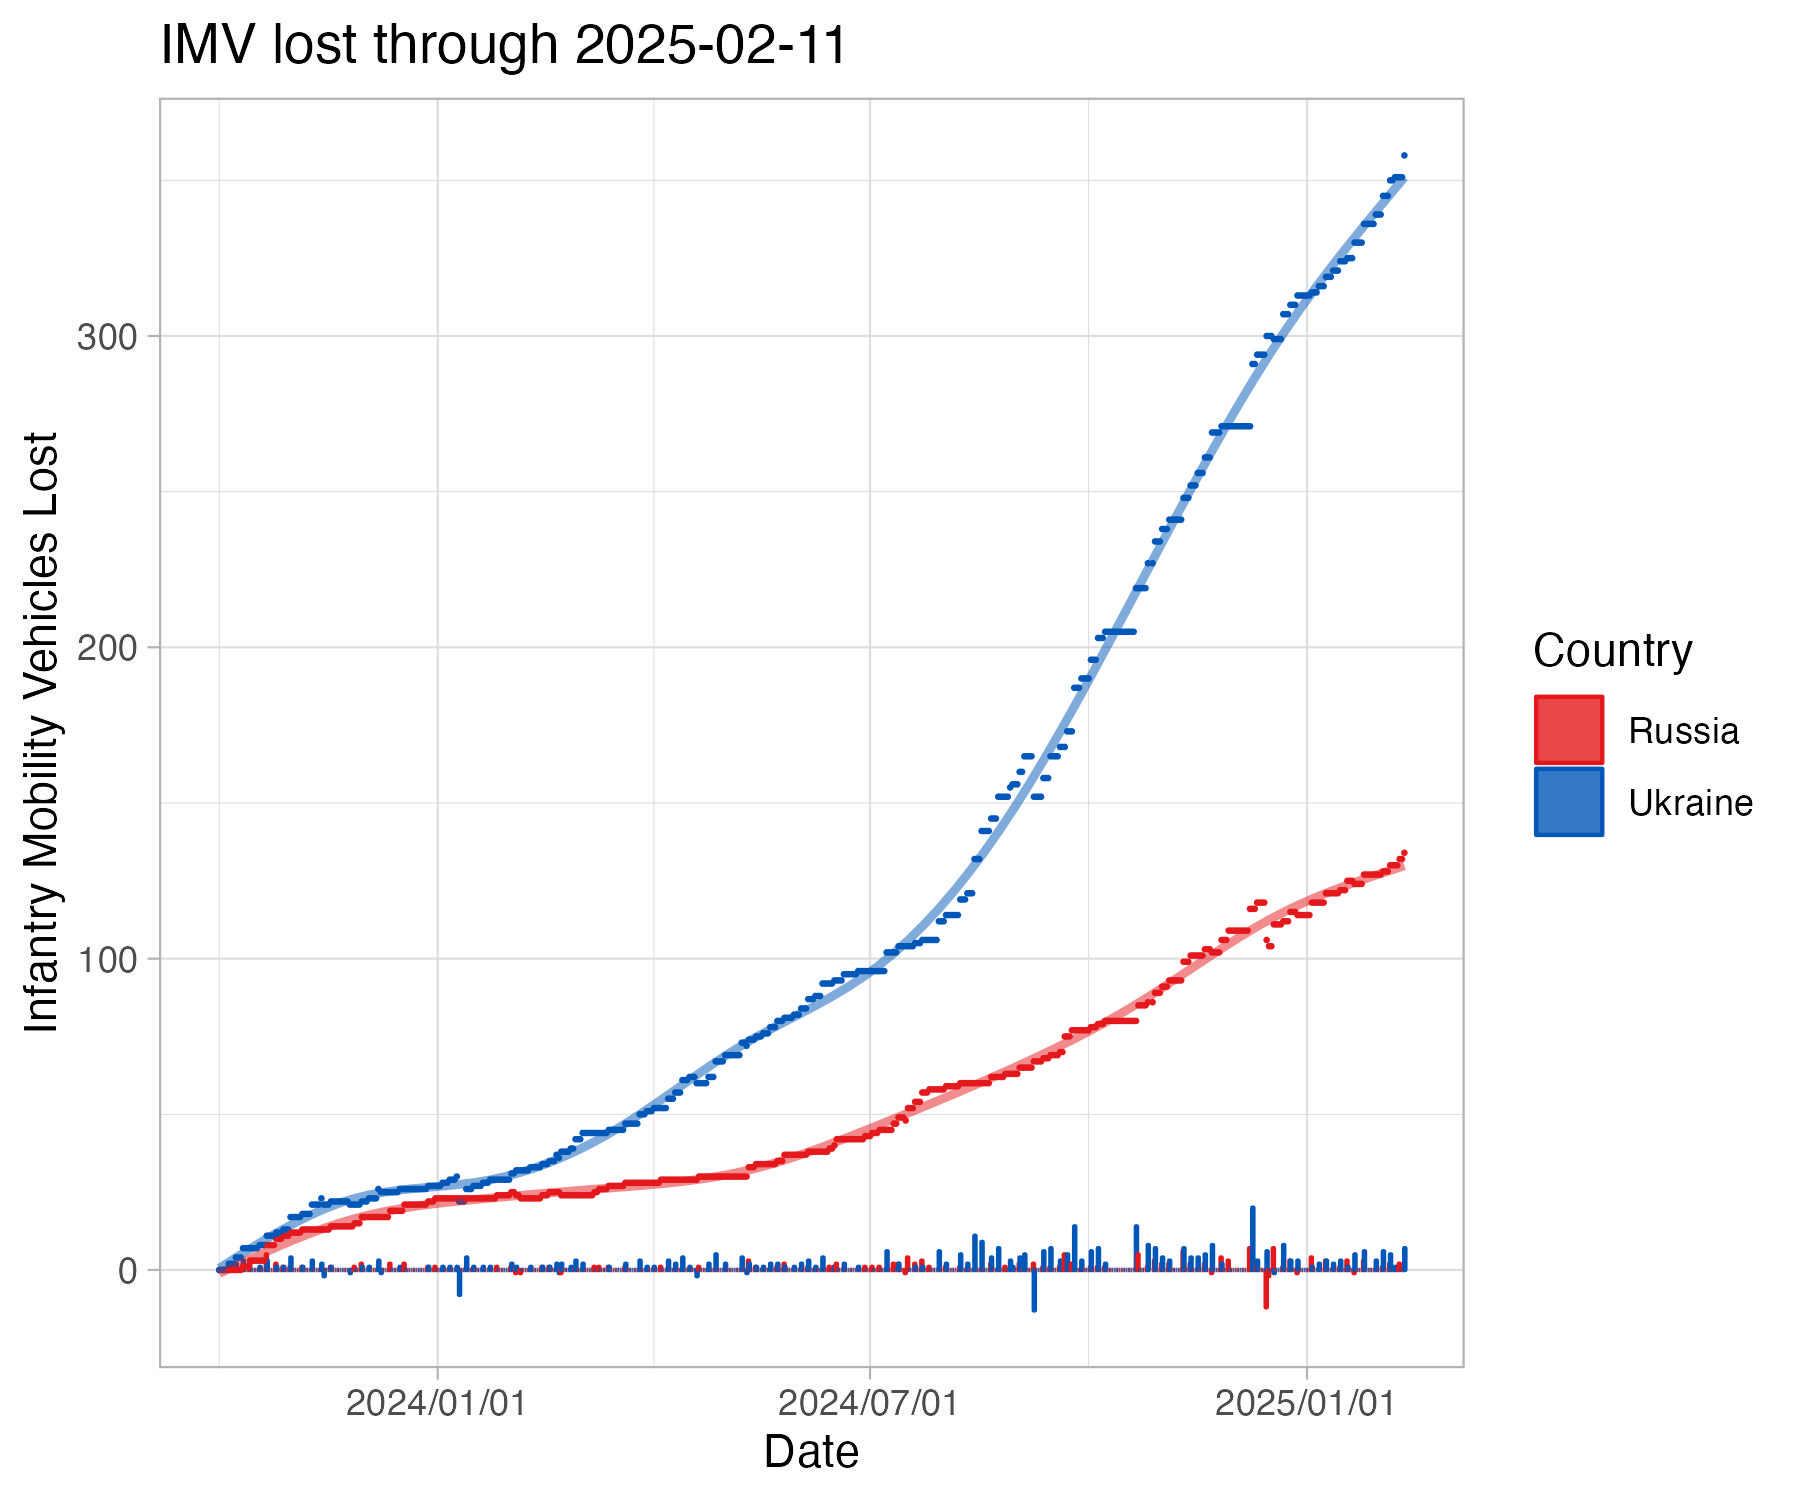 IMV lost through 2025-02-11
Infantry Mobility Vehicles Lost
300
200
100
0
2024/01/01
2024/07/01
2025/01/01
Date
Country
Russia
Ukraine